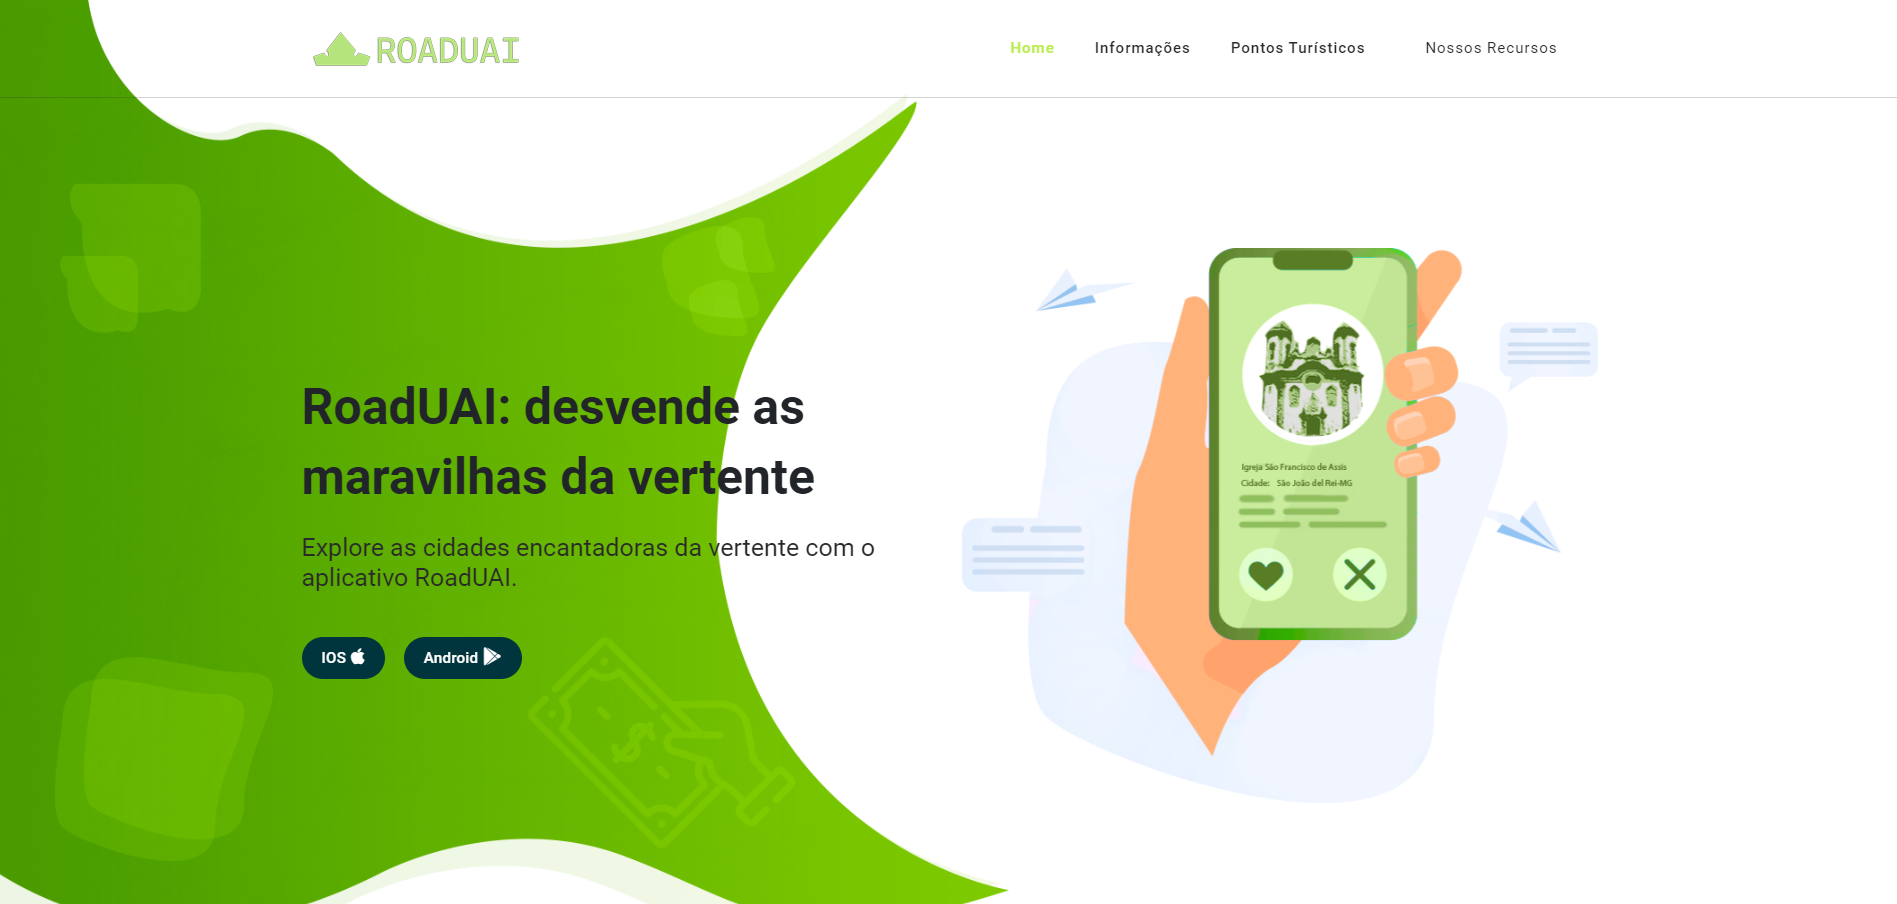 ROADUAI
Home
Informações
Pontos Turísticos
Nossos Recursos
RoadUAI: desvende as
maravilhas da vertente
Explore as cidades encantadoras da vertente com o
aplicativo RoadUAI.
IOS
Android
Igreja São Francisco de Assis
Cidade: São João del Rei-MG
$